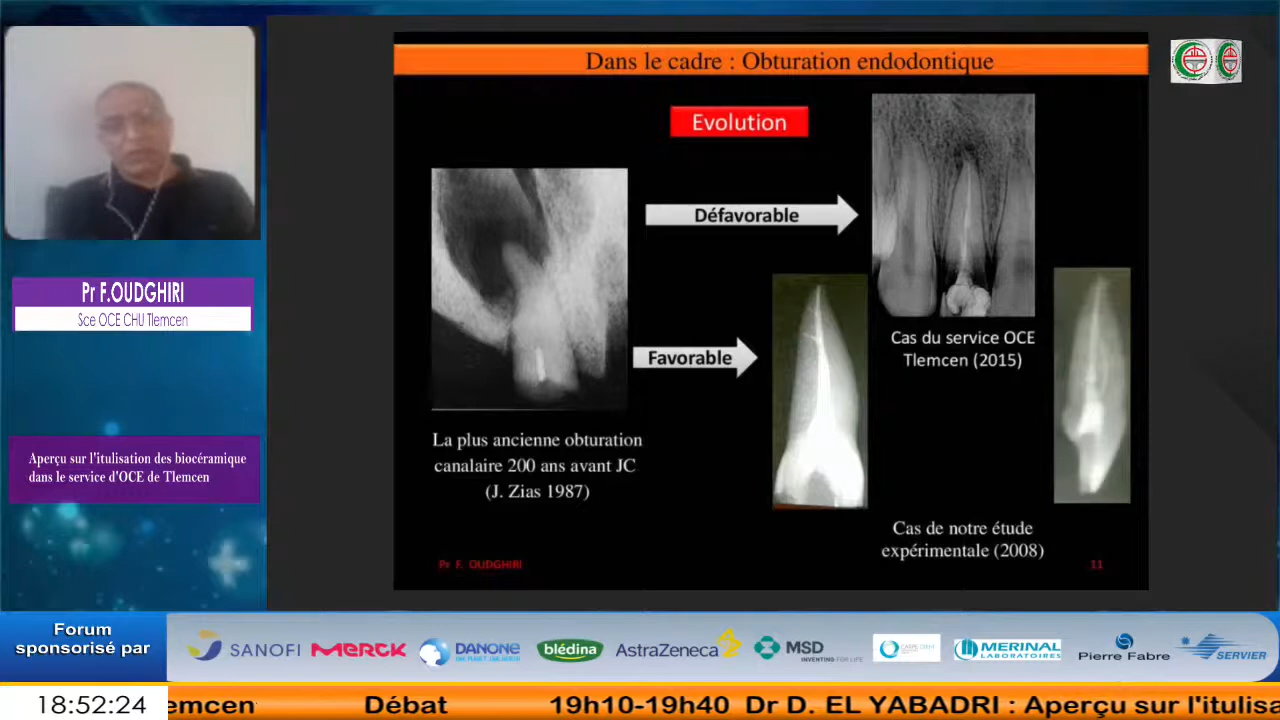 Dans le cadre : Obturation endodontique
Evolution
Défavorable
Favorable
Cas du service OCE
Tlemcen (2015)
La plus ancienne obturation
canalaire 200 ans avant JC
(J. Zias 1987)
Cas de notre étude
expérimentale (2008)
Pr F. OUDGHIRI
11
Pr F.OUDGHIRI
Sce OCE CHU Tlemcen
Aperçu sur l'itulisation des biocéramique
dans le service d'OCE de Tlemcen
Forum
sponsorisé par
SANOFI
MERCK
DANONE
blédina
AstraZeneca
MSD
INVENTING FOR LIFE
MERINAL
LABORATOIRES
Pierre Fabre
SERVIER
18:52:24
emcen Débat 19h10-19h40 Dr D. EL YABADRI : Aperçu sur l'itulisa